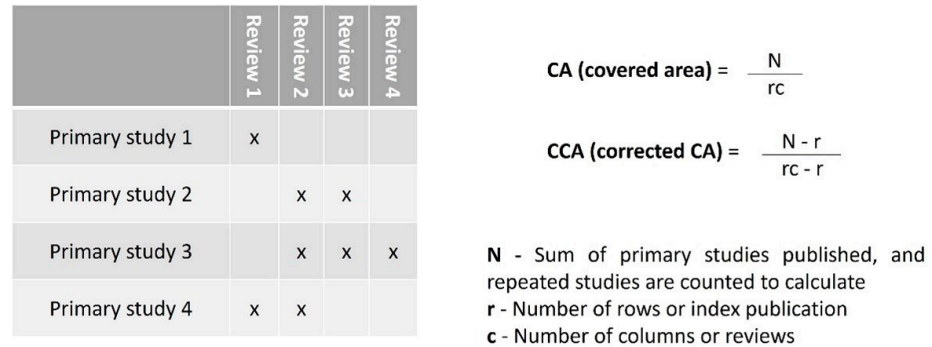 Review 1 Review 2 Review 3 Review 4
Primary study 1 x
Primary study 2 x x
Primary study 3 x x x
Primary study 4 x x
CA (covered area) = N
rc
CCA (corrected CA) = N - r
rc - r
N - Sum of primary studies published, and
repeated studies are counted to calculate
r - Number of rows or index publication
c - Number of columns or reviews